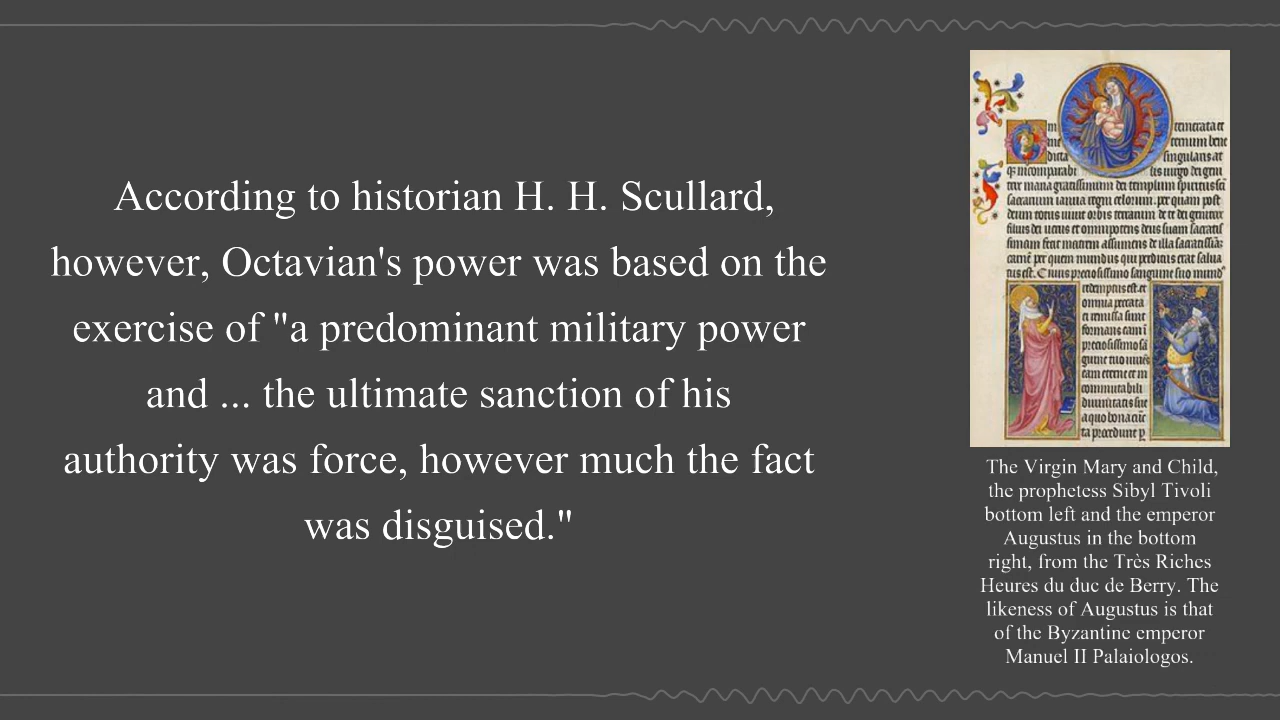 According to historian H. H. Scullard,
however, Octavian's power was based on the
exercise of "a predominant military power
and ... the ultimate sanction of his
authority was force, however much the fact
was disguised."
The Virgin Mary and Child,
the prophetess Sibyl Tivoli
bottom left and the emperor
Augustus in the bottom
right, from the Très Riches
Heures du duc de Berry. The
likeness of Augustus is that
of the Byzantine emperor
Manuel II Palaiologos.